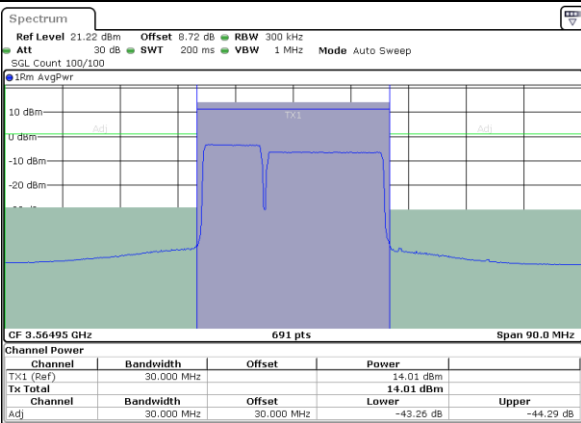 Spectrum
Ref Level 21.22 dBm Offset 8.72 dB RBW 300 kHz
Att 30 dB SWT 200 ms VBW 1 MHz Mode Auto Sweep
SGL Count 100/100
1Rm AvgPwr
10 dBm
TX1
Adj Adj
0 dBm
-10 dBm
-20 dBm
CF 3.56495 GHz 691 pts Span 90.0 MHz
Channel Power
Channel Bandwidth Offset Power
TX1 (Ref) 30.000 MHz 14.01 dBm
Tx Total 14.01 dBm
Channel Bandwidth Offset Lower Upper
Adj 30.000 MHz 30.000 MHz -43.26 dB -44.29 dB